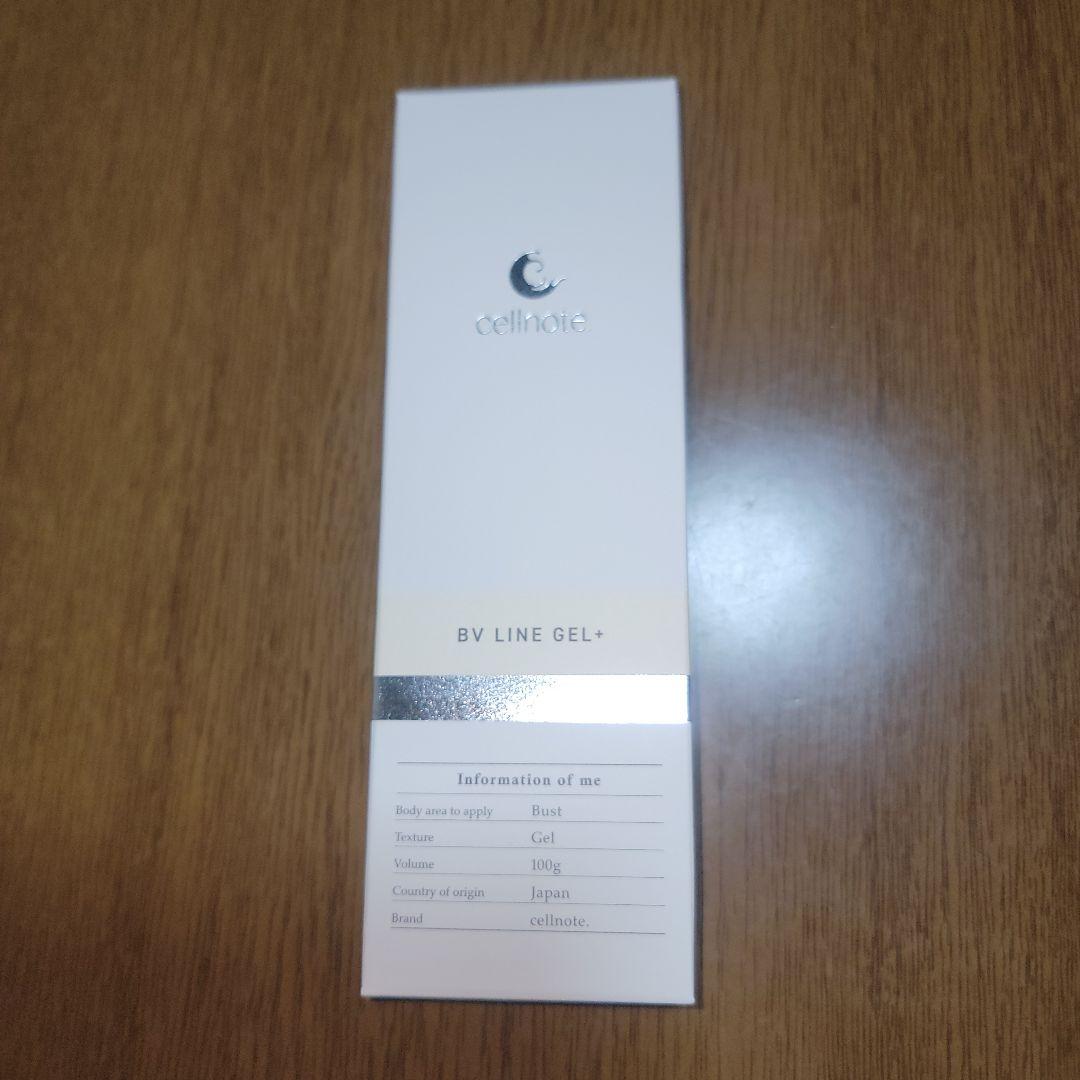 cellnote.
BV LINE GEL+
Information of me
Body area to apply Bust
Texture Gel
Volume 100g
Country of origin Japan
Brand cellnote.